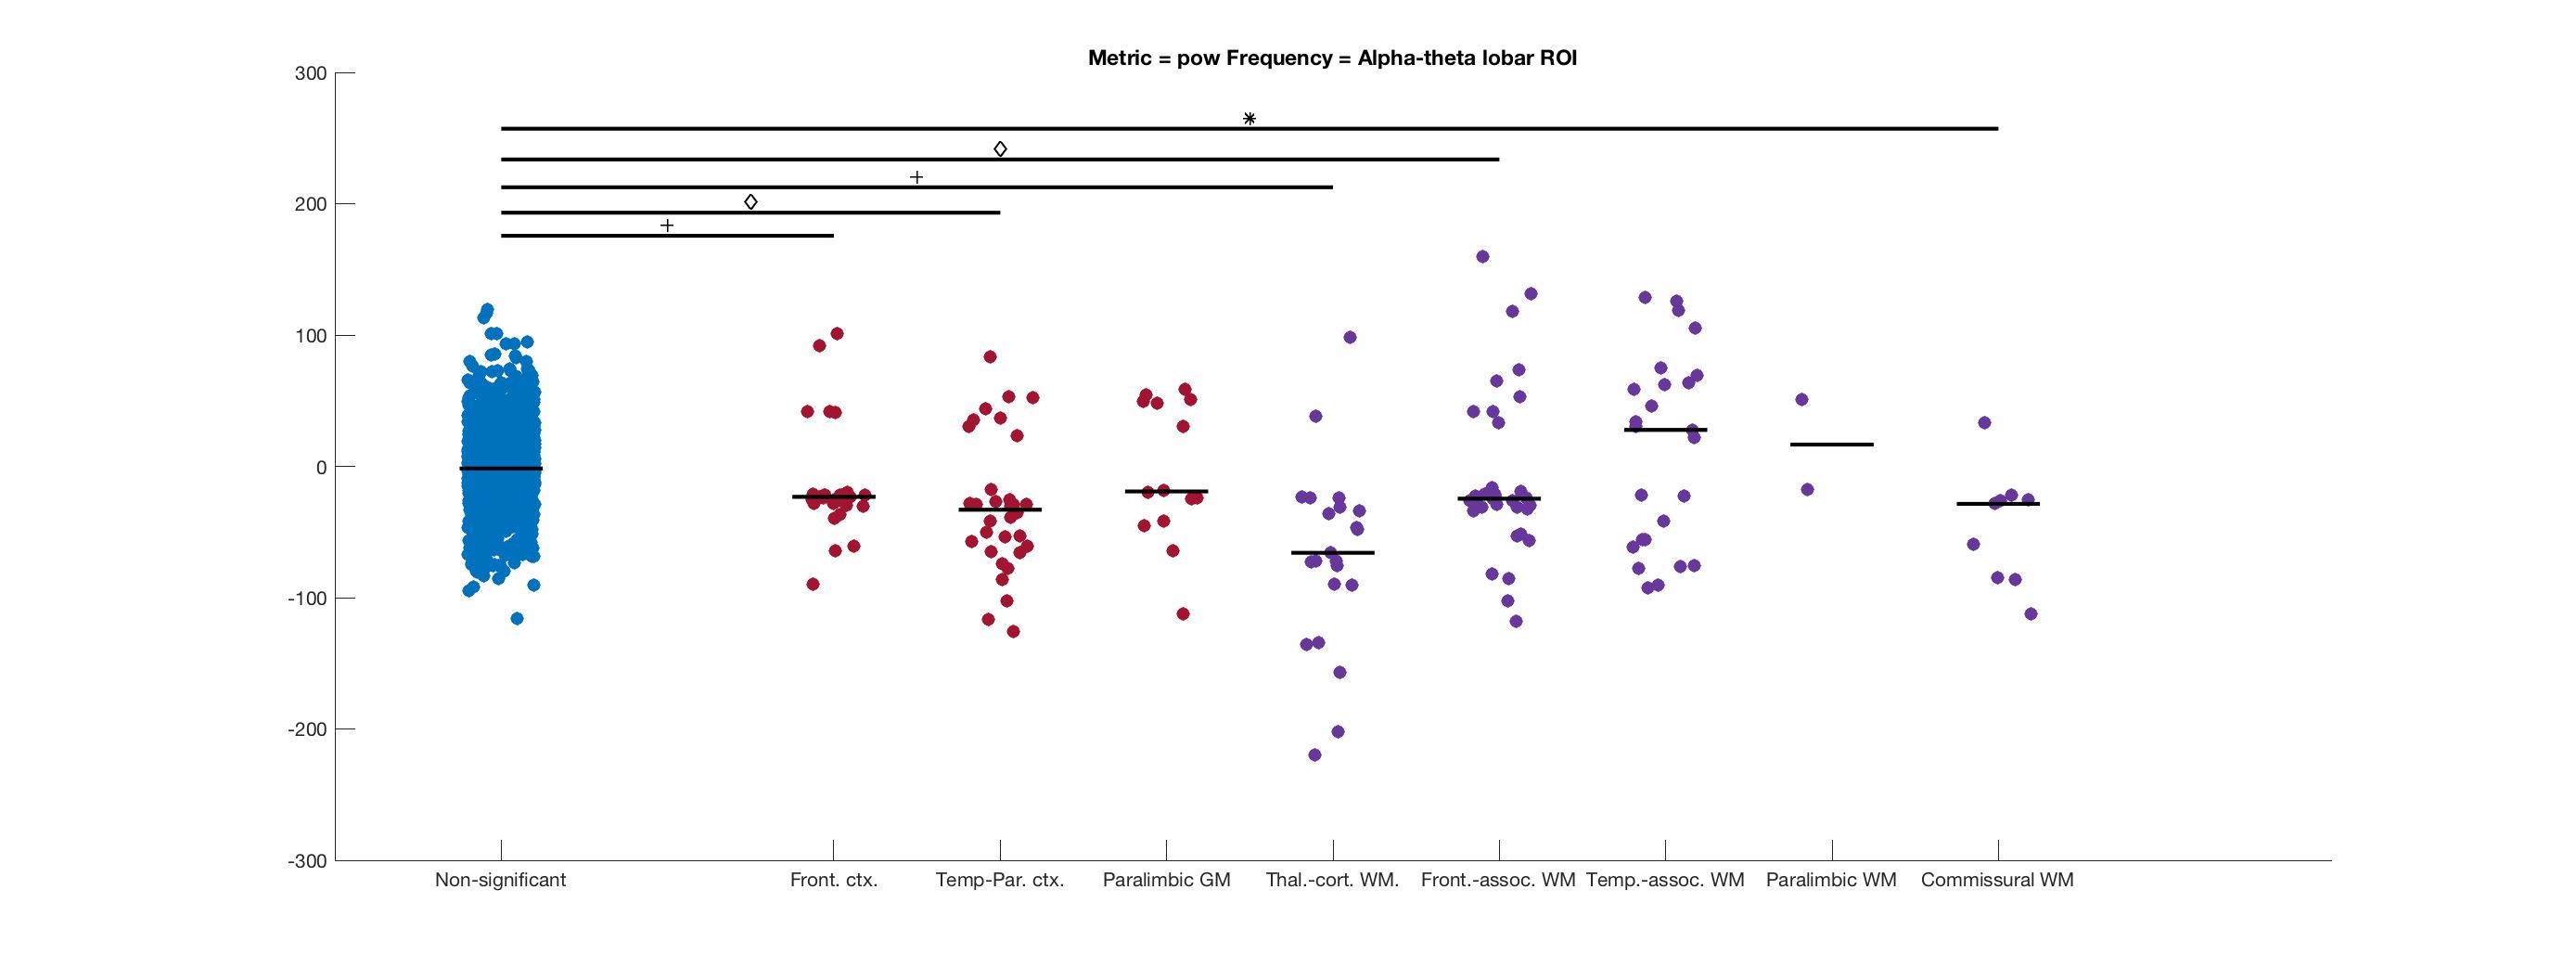 Metric = pow Frequency = Alpha-theta lobar ROI
300
200
100
0
-100
-200
-300
Non-significant
Front. ctx.
Temp-Par. ctx.
Paralimbic GM
Thal.-cort. WM.
Front.-assoc. WM
Temp.-assoc. WM
Paralimbic WM
Commissural WM